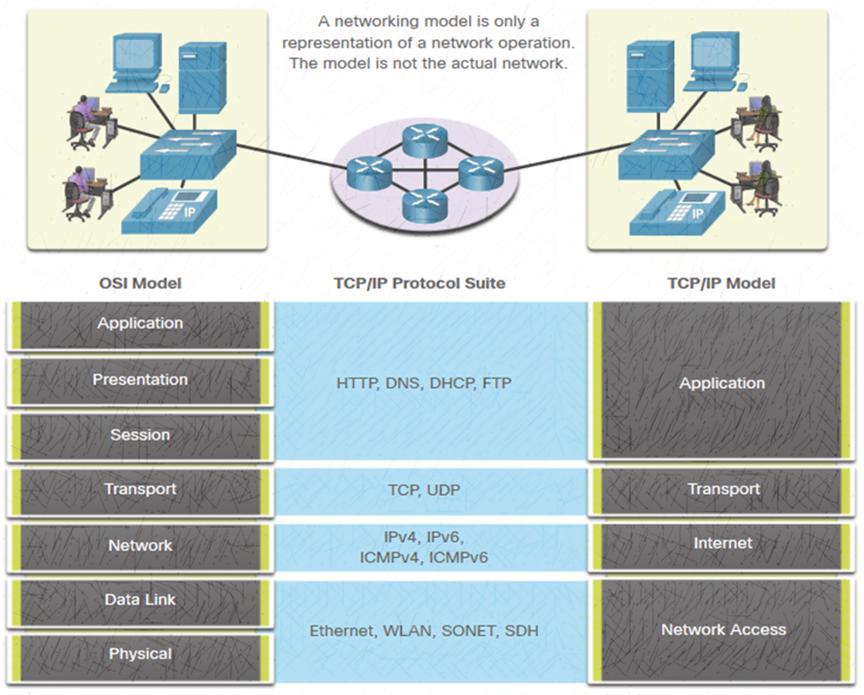 A networking model is only a
representation of a network operation.
The model is not the actual network.
IP
IP
OSI Model
TCP/IP Protocol Suite
TCP/IP Model
Application
Presentation
Session
Transport
Network
Data Link
Physical
HTTP, DNS, DHCP, FTP
TCP, UDP
IPv4, IPv6,
ICMPv4, ICMPv6
Ethernet, WLAN, SONET, SDH
Application
Transport
Internet
Network Access